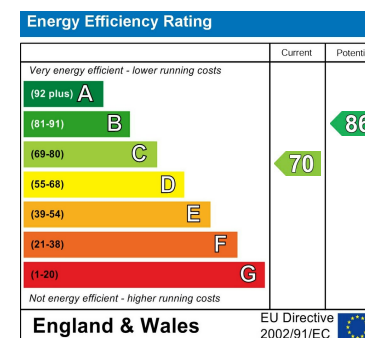 Energy Efficiency Rating
Current Potenti
Very energy efficient - lower running costs
(92 plus) A
(81-91) B
86
(69-80) C
70
(55-68) D
(39-54) E
(21-38) F
(1-20) G
Not energy efficient - higher running costs
England & Wales
EU Directive
2002/91/EC